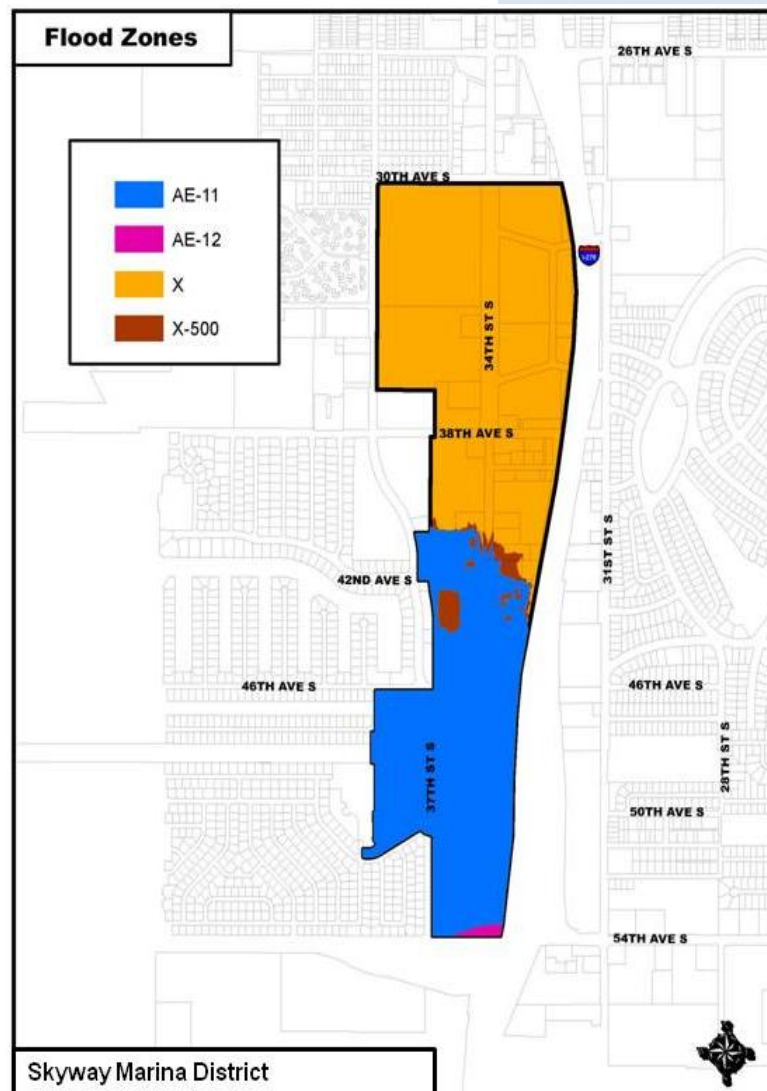 Flood Zones
26TH AVE S
AE-11
AE-12
X
X-500
30TH AVE S
34TH ST S
38TH AVE S
31ST ST S
42ND AVE S
46TH AVE S
46TH AVE S
28TH ST S
37TH ST S
50TH AVE S
54TH AVE S
Skyway Marina District